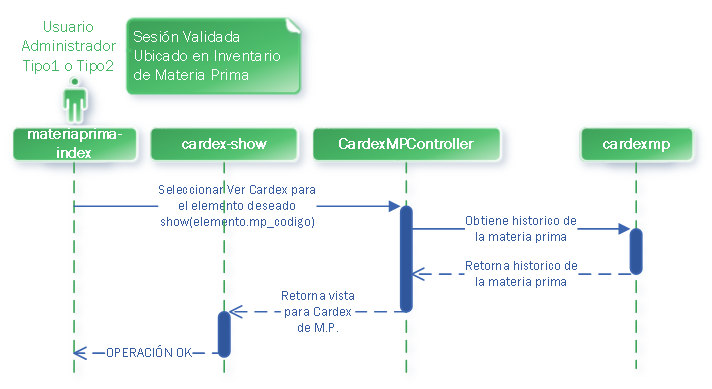 Usuario
Administrador
Tipo1 o Tipo2
Sesión Validada
Ubicado en Inventario
de Materia Prima
materiaprima-
index
cardex-show
CardexMPController
cardexmp
Seleccionar Ver Cardex para
el elemento deseado
show(elemento.mp_codigo)
Obtiene historico de
la materia prima
Retorna historico de
la materia prima
Retorna vista
para Cardex
de M.P.
OPERACIÓN OK